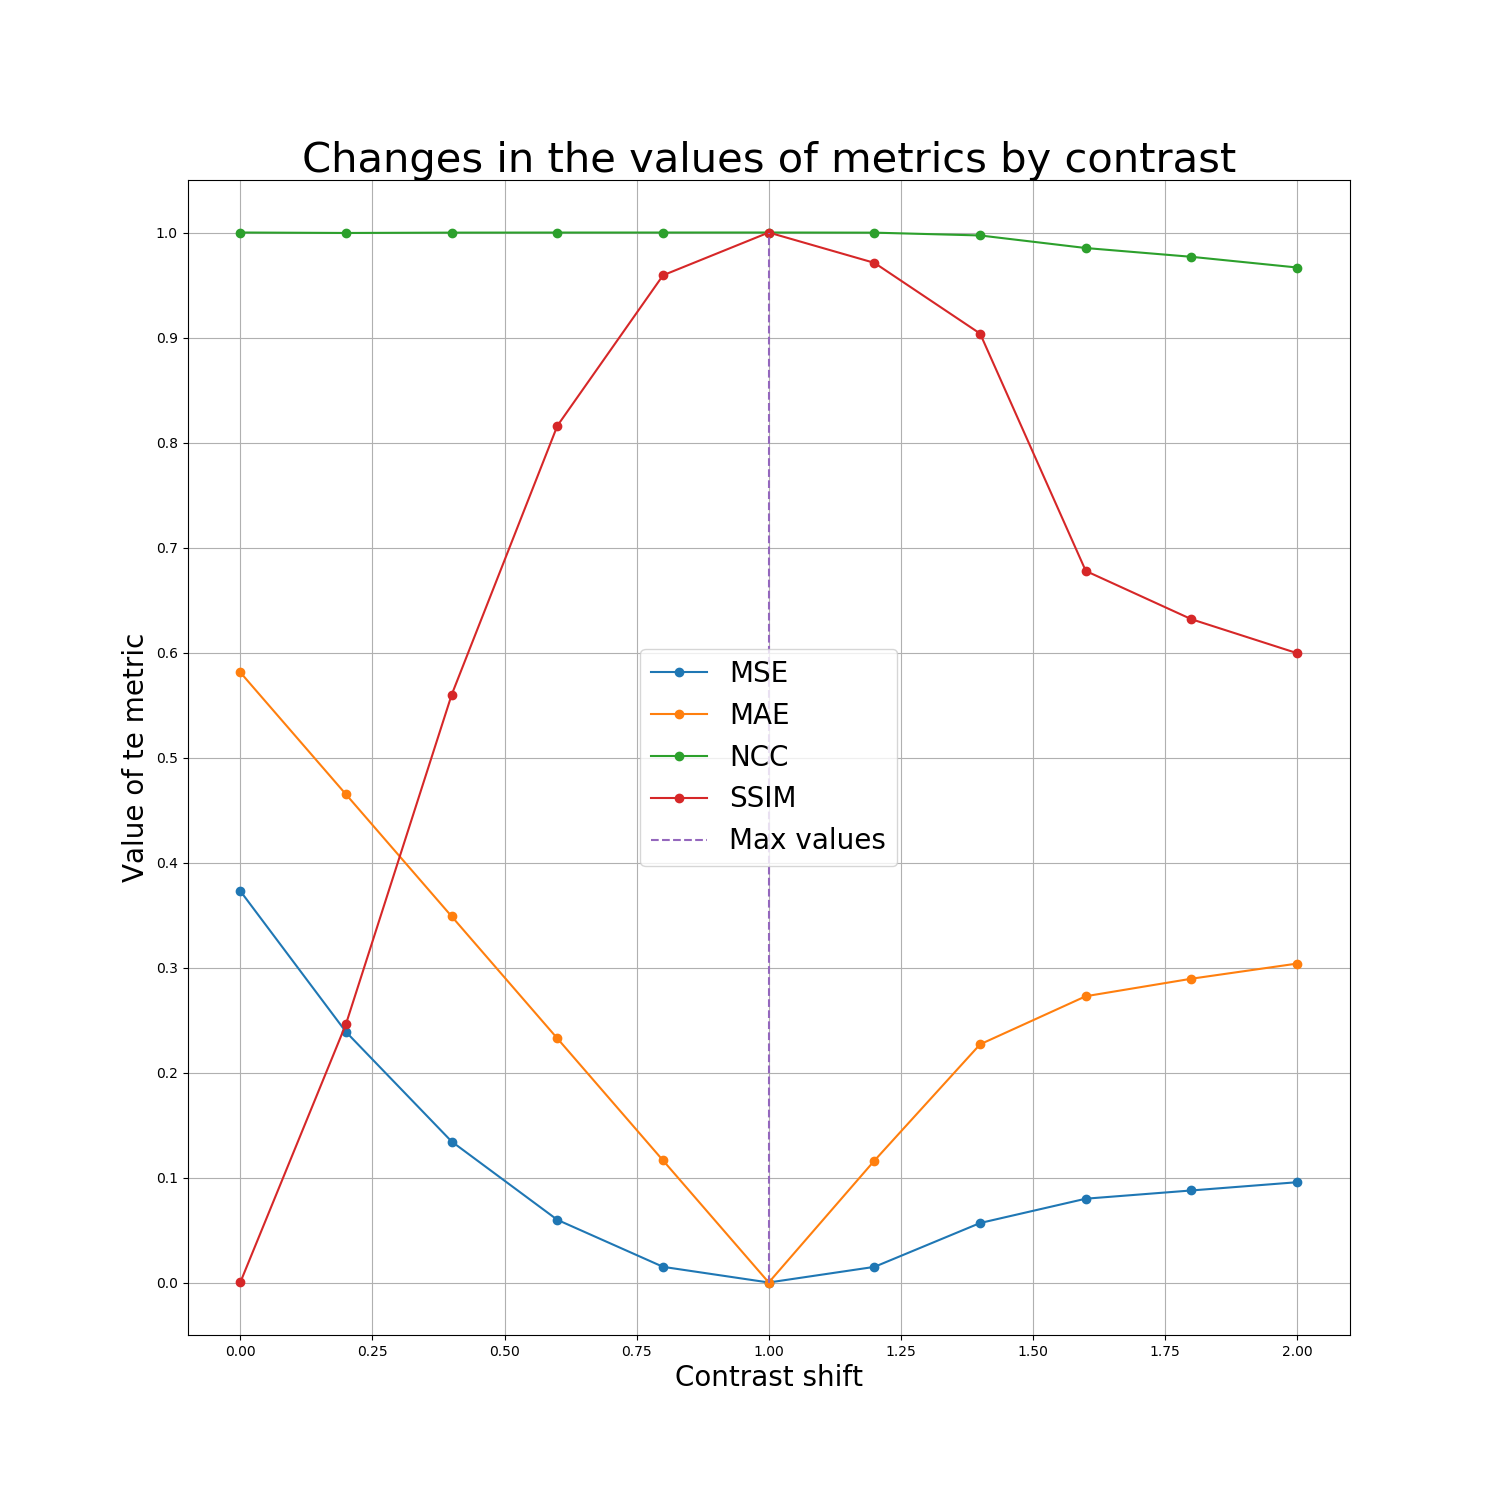 Changes in the values of metrics by contrast
Value of te metric
1.0
0.9
0.8
0.7
0.6
0.5
0.4
0.3
0.2
0.1
0.0
MSE
MAE
NCC
SSIM
Max values
0.00 0.25 0.50 0.75 1.00 1.25 1.50 1.75 2.00
Contrast shift